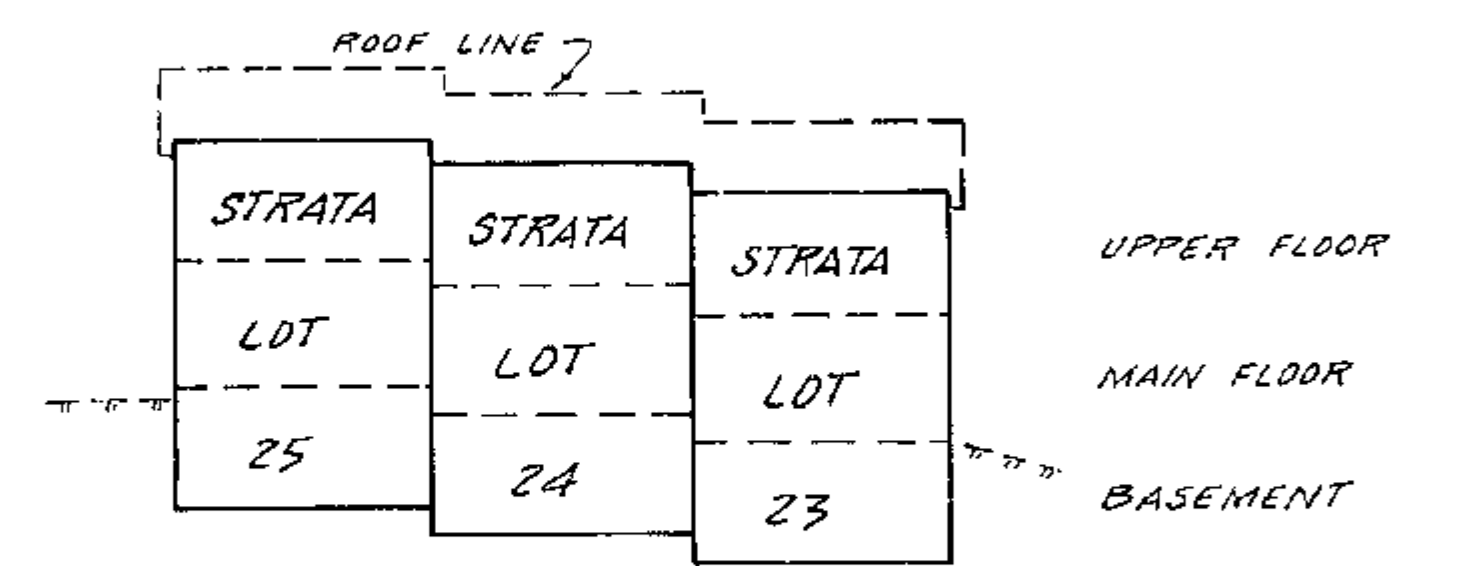 ROOF LINE
STRATA
LOT
25
STRATA
LOT
24
STRATA
LOT
23
UPPER FLOOR
MAIN FLOOR
BASEMENT